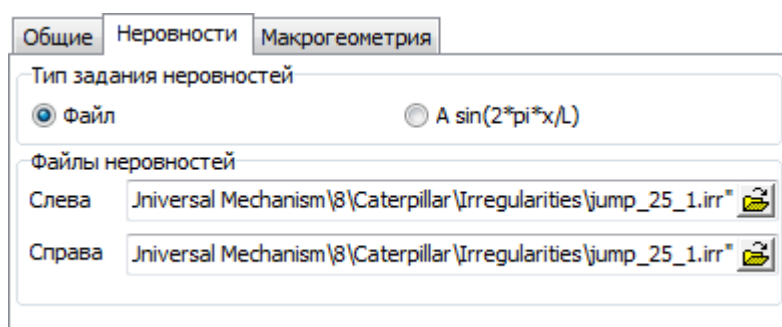 Общие Неровности Макрогеометрия
Тип задания неровностей
Файл A sin(2*pi*x/L)
Файлы неровностей
Слева Jniversal Mechanism\8\Caterpillar\Irregularities\jump_25_1.irr"
Справа Jniversal Mechanism\8\Caterpillar\Irregularities\jump_25_1.irr"